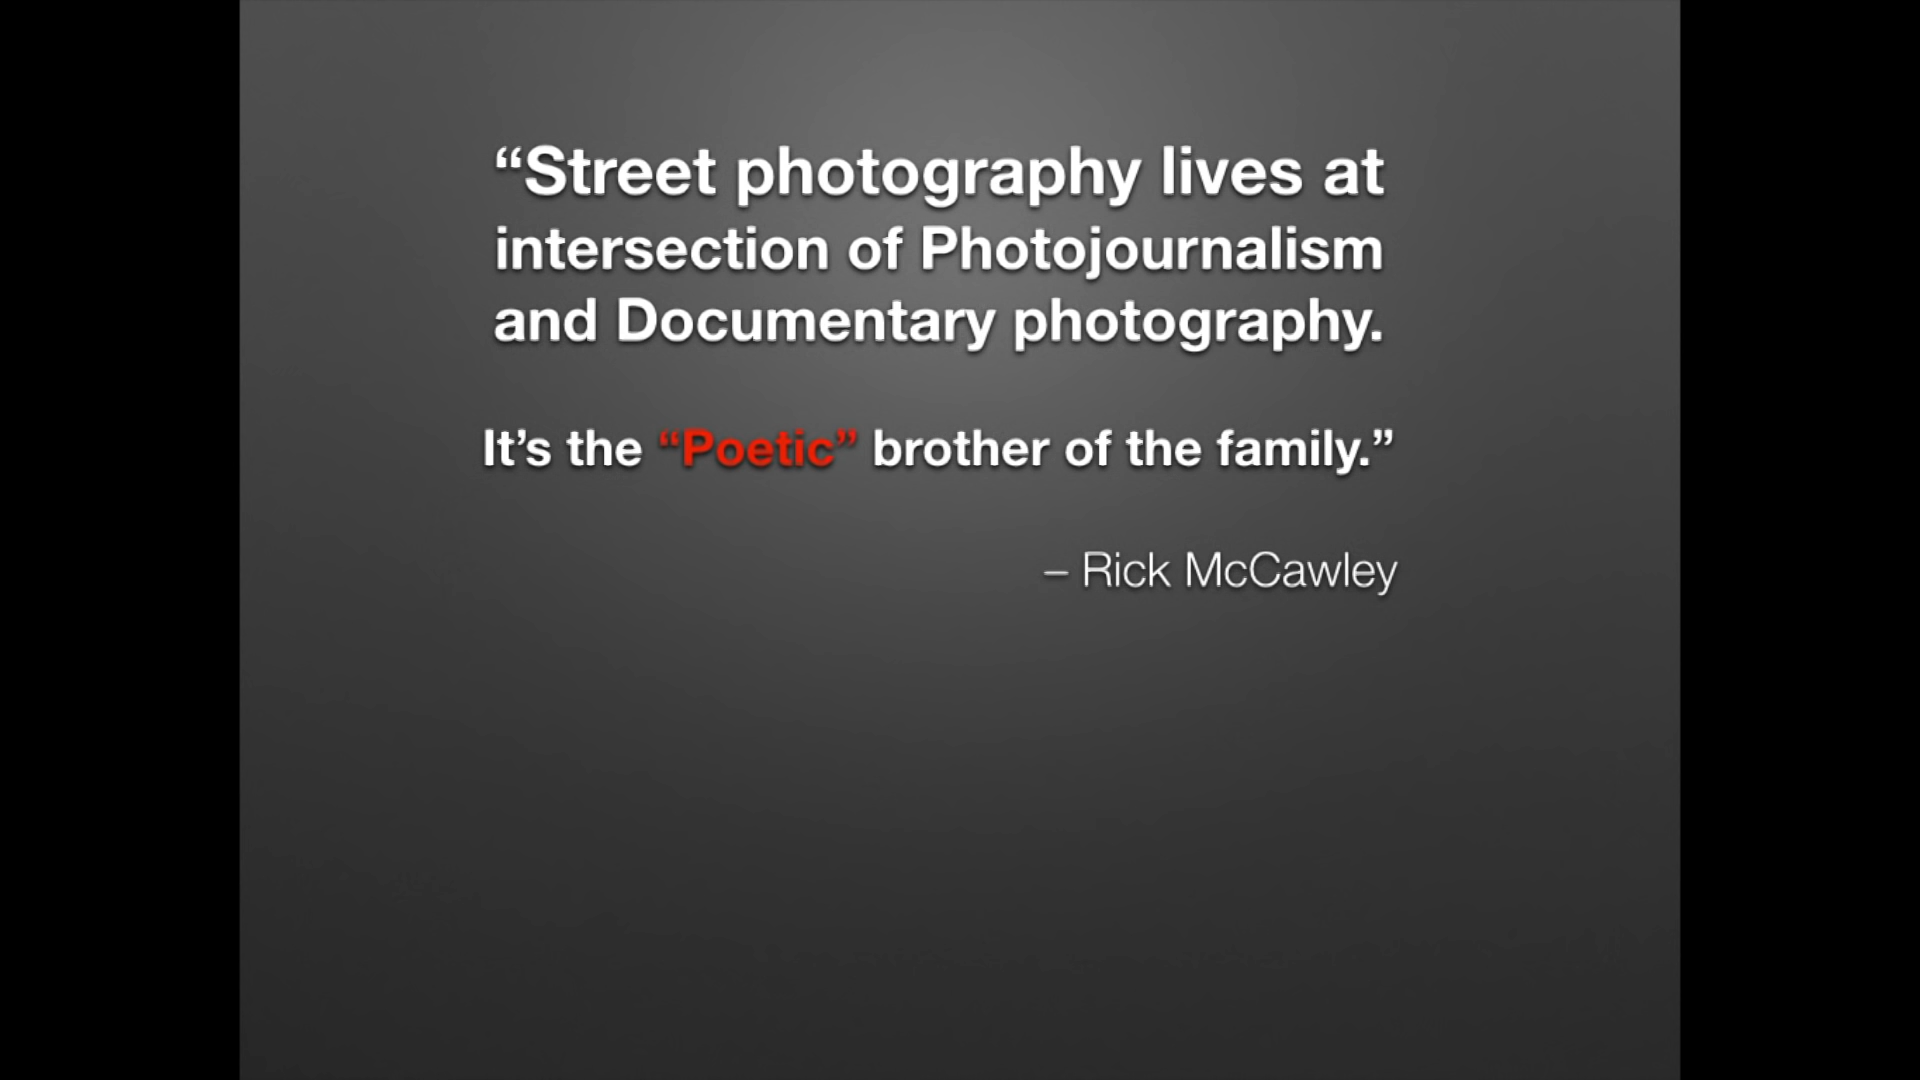 “Street photography lives at
intersection of Photojournalism
and Documentary photography.
It’s the “Poetic” brother of the family.”
– Rick McCawley